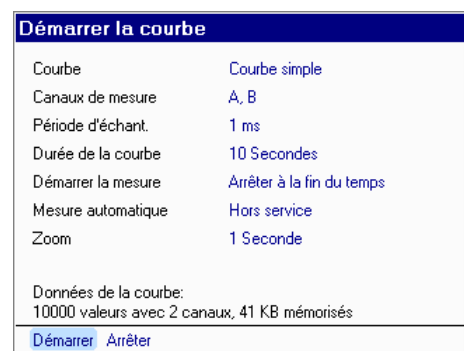 Démarrer la courbe
Courbe Courbe simple
Canaux de mesure A, B
Période d'échant. 1 ms
Durée de la courbe 10 Secondes
Démarrer la mesure Arrêter à la fin du temps
Mesure automatique Hors service
Zoom 1 Seconde
Données de la courbe:
10000 valeurs avec 2 canaux, 41 KB mémorisés
Démarrer Arrêter